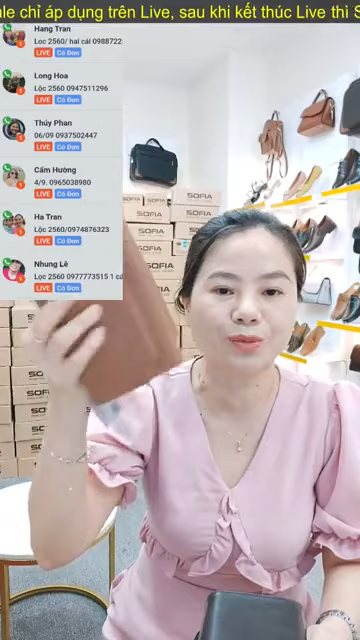 ale chỉ áp dụng trên Live, sau khi kết thúc Live thì S
Hang Tran
Loc 2560/ hai cái 0988722
LIVE Có Đơn
Long Hoa
Lộc 2560 0947511296
LIVE Có Đơn
Thúy Phan
06/09 0937502447
LIVE Có Đơn
Cẩm Hường
4/9. 0965038980
LIVE Có Đơn
Ha Tran
Lộc 2560/0974876323
LIVE Có Đơn
Nhung Lê
Lộc 2560 0977773515 1 cá
LIVE Có Đơn
SOFIA
SOFIA
SOFIA
SOFIA
SOFIA
SOFIA